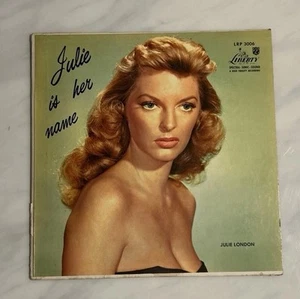 Julie
is her
name
LRP 3006
LIBERTY
JULIE LONDON